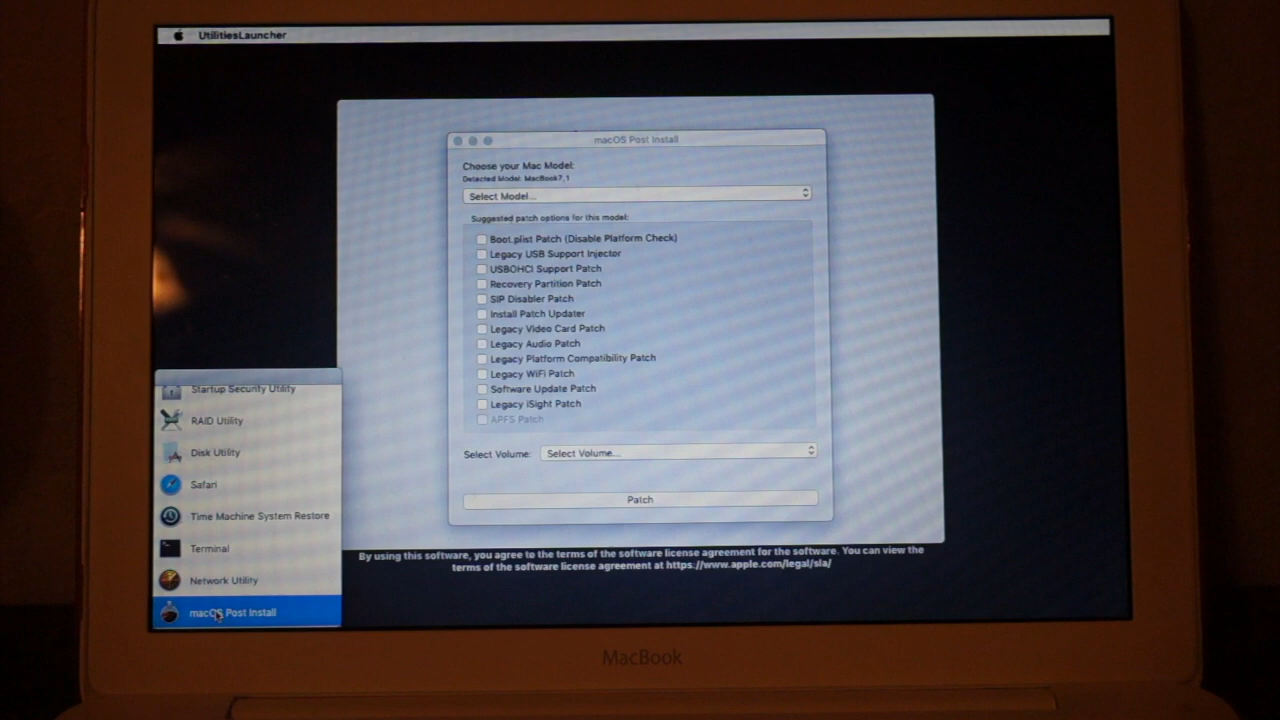 UtilitiesLauncher
macOS Post Install
Choose your Mac Model:
Detected Model: MacBook7,1
Select Model...
Suggested patch options for this model:
Boot.plist Patch (Disable Platform Check)
Legacy USB Support Injector
USBOHCI Support Patch
Recovery Partition Patch
SIP Disabler Patch
Install Patch Updater
Legacy Video Card Patch
Legacy Audio Patch
Legacy Platform Compatibility Patch
Legacy WiFi Patch
Software Update Patch
Legacy iSight Patch
APFS Patch
Select Volume: Select Volume...
Patch
Startup Security Utility
RAID Utility
Disk Utility
Safari
Time Machine System Restore
Terminal
Network Utility
macOS Post Install
By using this software, you agree to the terms of the software license agreement for the software. You can view the
terms of the software license agreement at https://www.apple.com/legal/sla/
MacBook